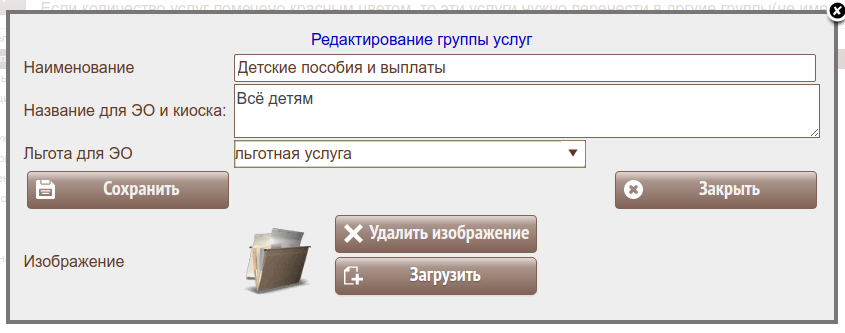 Если количество услуг помечено красным цветом, то эти услуги нужно перенести в другие группы(не име
Редактирование группы услуг
Наименование
Детские пособия и выплаты
Название для ЭО и киоска:
Всё детям
Льгота для ЭО
льготная услуга
Сохранить
Закрыть
Удалить изображение
Изображение
Загрузить